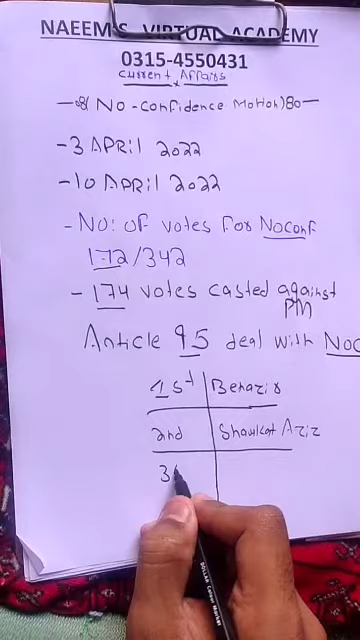 NAEEM'S VIRTUAL ACADEMY
0315-4550431
Current Affairs
No-Confidence Motion
- 3 APRil 2022
- 10 APRil 2022
- NO: of votes for NoConf
172/342
- 174 votes casted against
PM
Article 95 deal with NOC
1st Benazir
2nd Shaukat Aziz
3
DOLLAR